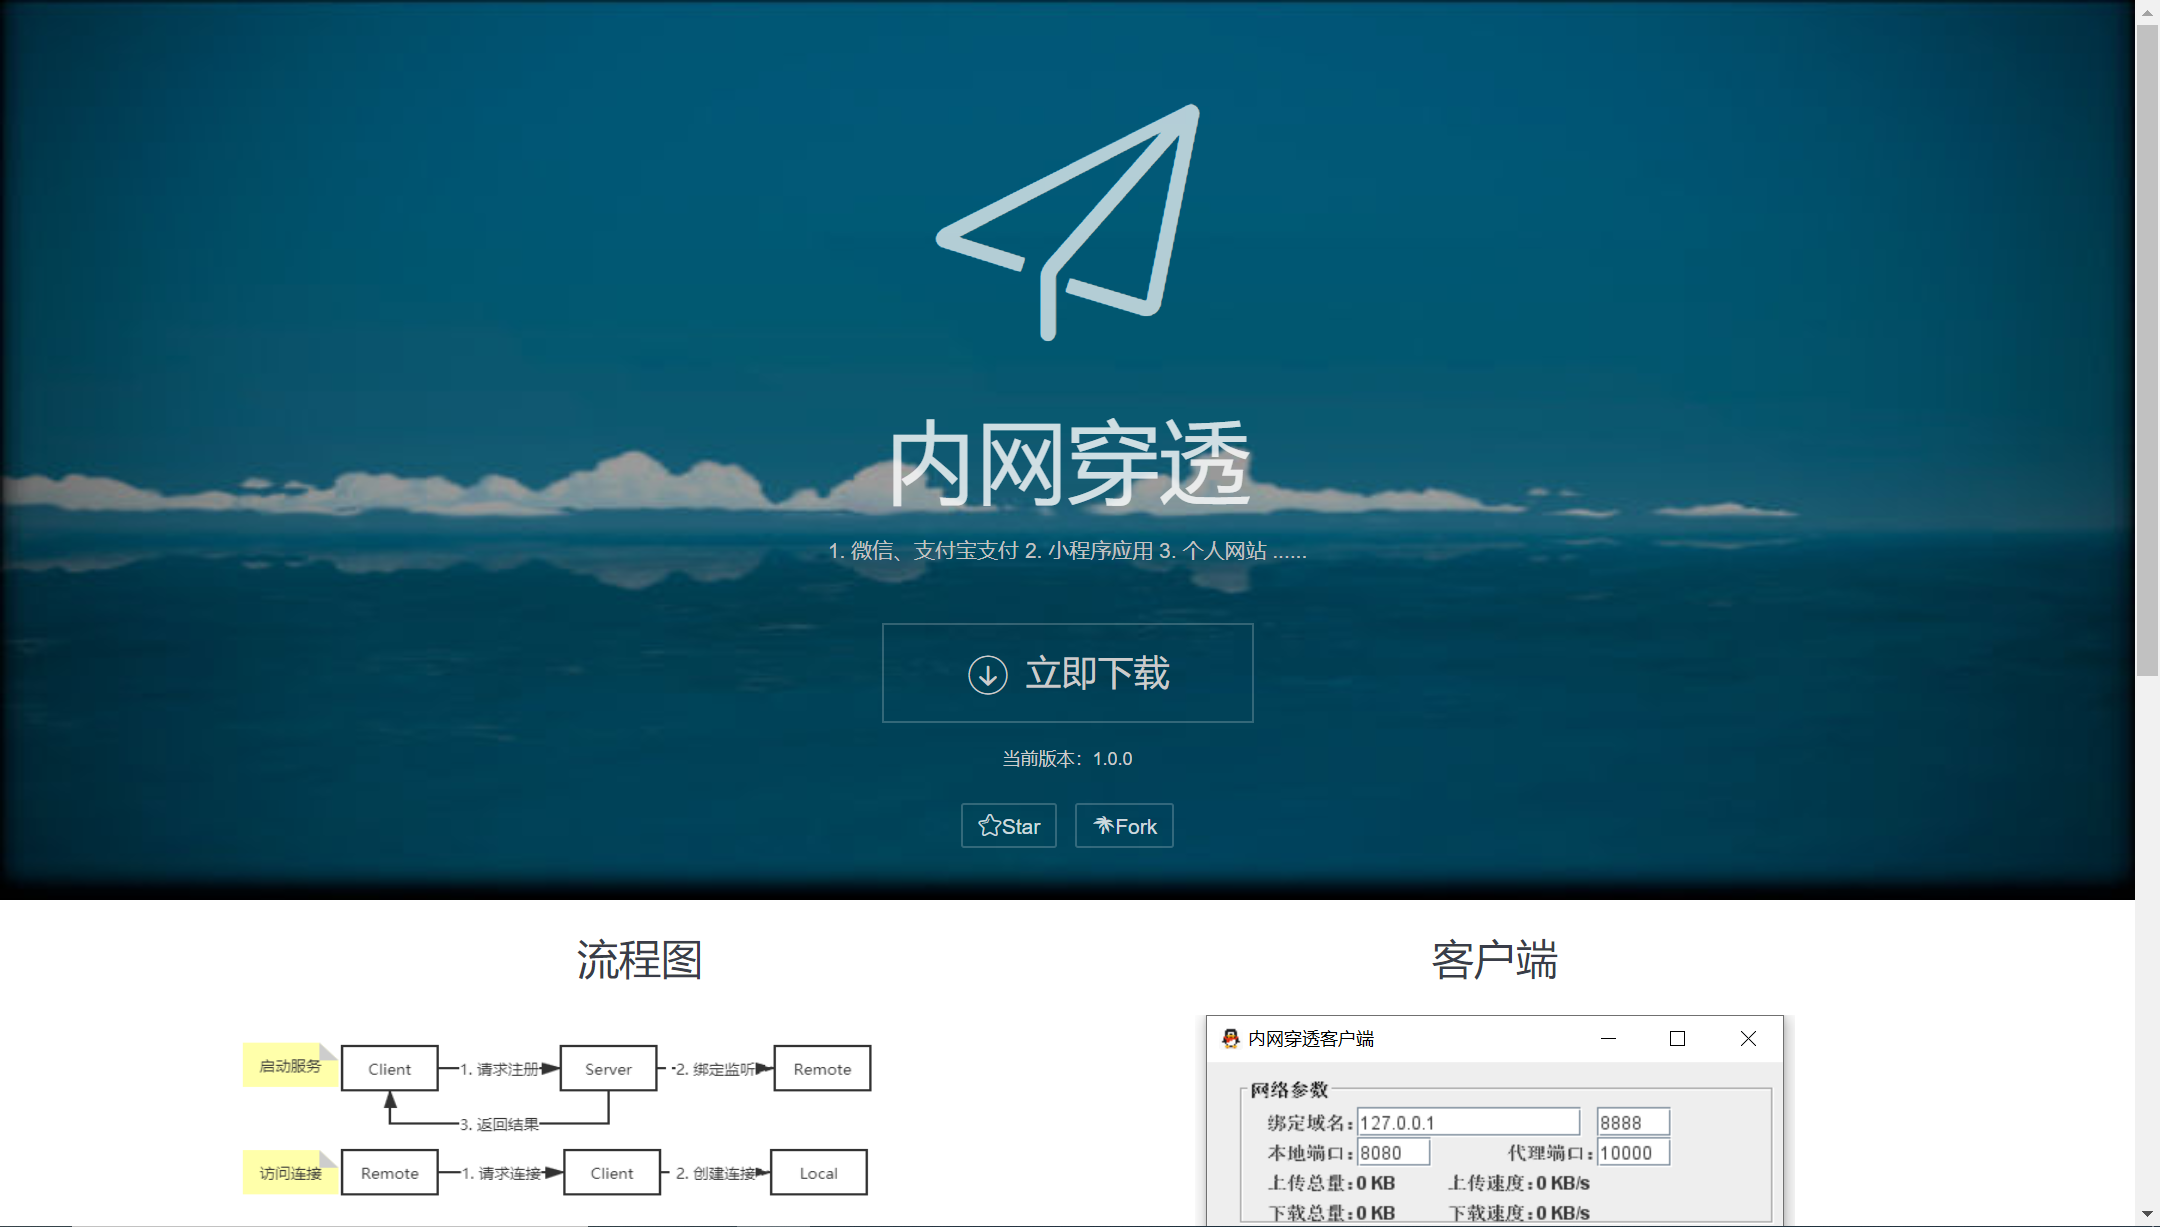 内网穿透
1. 微信、支付宝支付 2. 小程序应用 3. 个人网站 ......
立即下载
当前版本：1.0.0
Star
Fork
流程图
启动服务
Client
1. 请求注册
Server
2. 绑定监听
Remote
3. 返回结果
访问连接
Remote
1. 请求连接
Client
2. 创建连接
Local
客户端
内网穿透客户端
网络参数
绑定域名: 127.0.0.1 8888
本地端口: 8080 代理端口: 10000
上传总量: 0 KB 上传速度: 0 KB/s
下载总量: 0 KB 下载速度: 0 KB/s